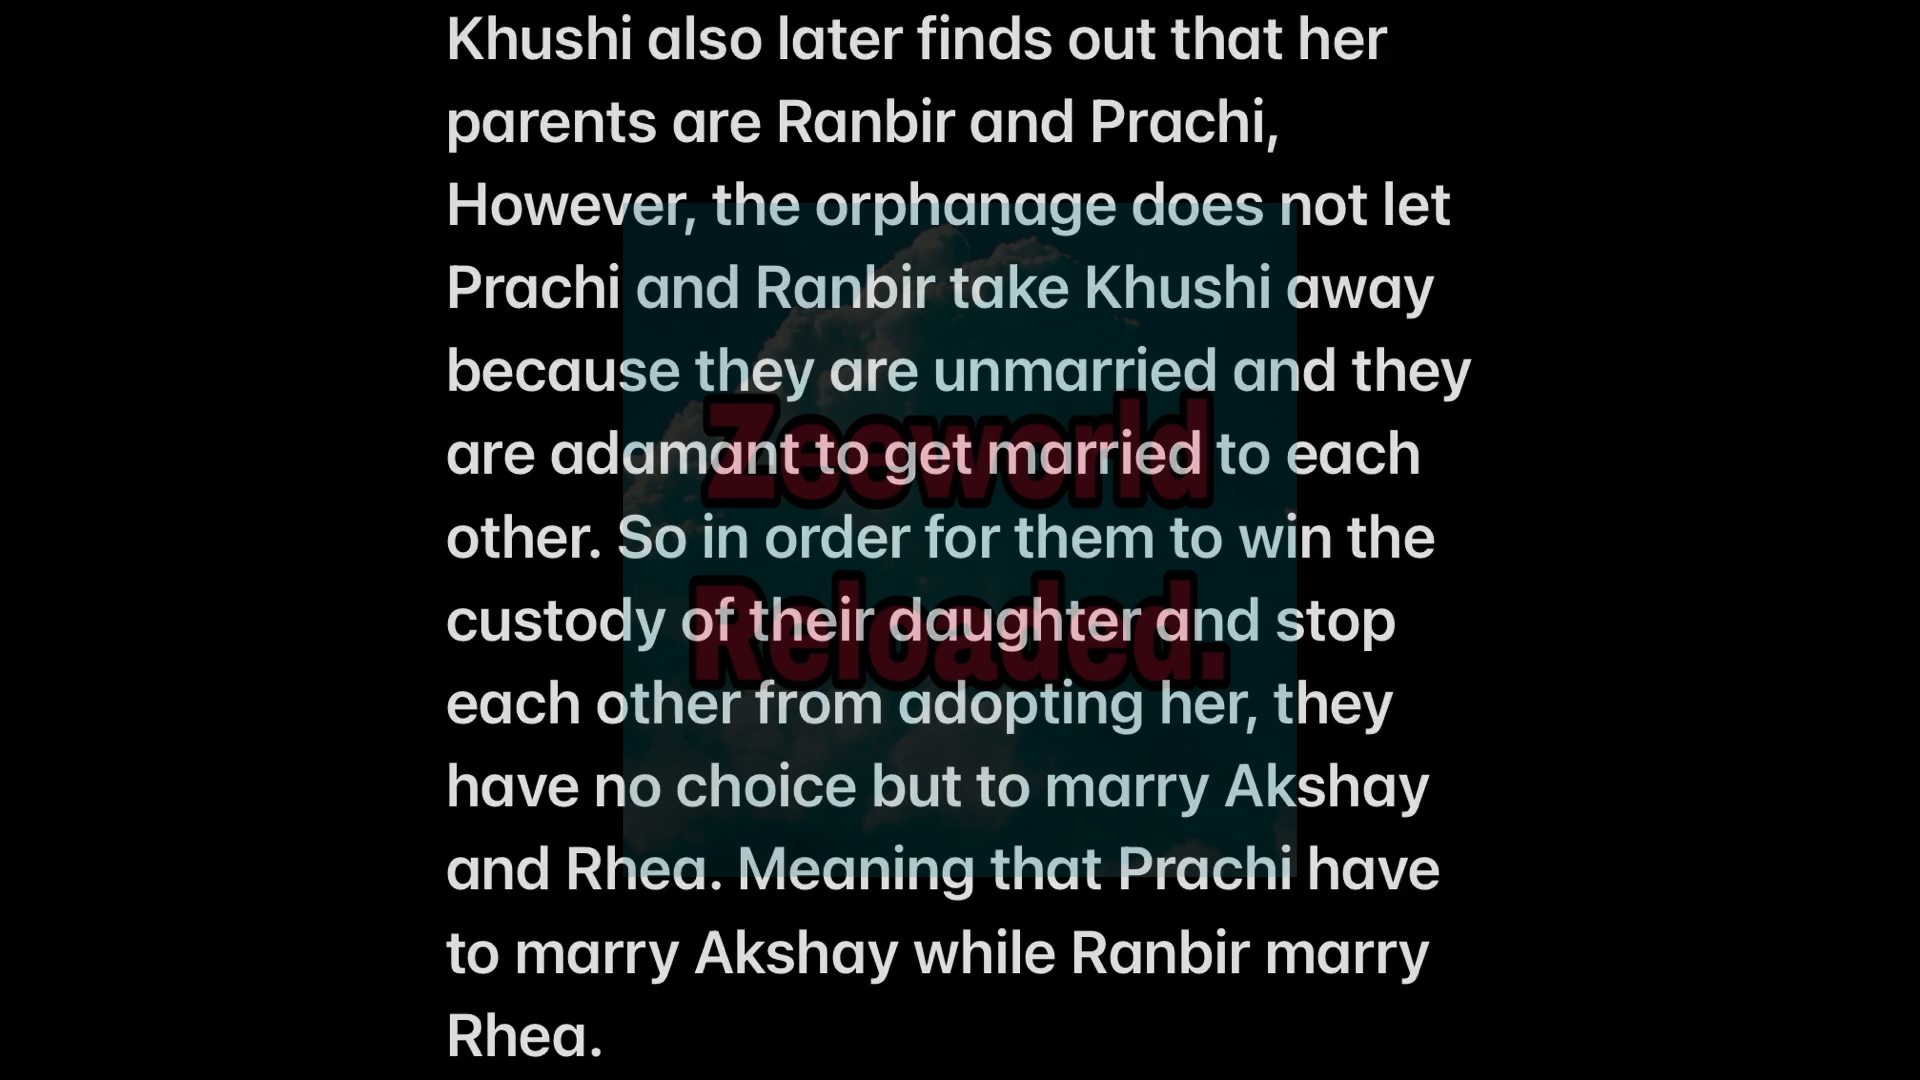 Khushi also later finds out that her
parents are Ranbir and Prachi,
However, the orphanage does not let
Prachi and Ranbir take Khushi away
because they are unmarried and they
are adamant to get married to each
other. So in order for them to win the
custody of their daughter and stop
each other from adopting her, they
have no choice but to marry Akshay
and Rhea. Meaning that Prachi have
to marry Akshay while Ranbir marry
Rhea.
Zeeworld
Reloaded.